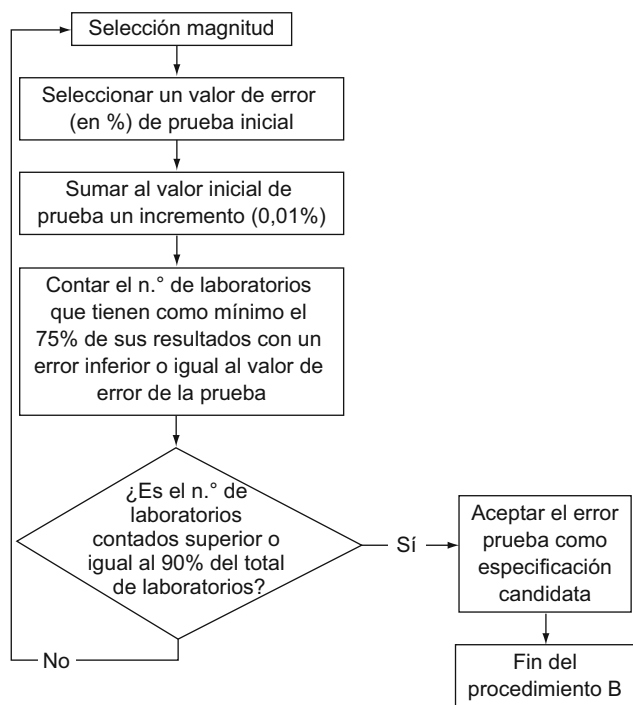 Selección magnitud
Seleccionar un valor de error
(en %) de prueba inicial
Sumar al valor inicial de
prueba un incremento (0,01%)
Contar el n.° de laboratorios
que tienen como mínimo el
75% de sus resultados con un
error inferior o igual al valor de
error de la prueba
¿Es el n.° de
laboratorios
contados superior o
igual al 90% del total
de laboratorios?
Sí
Aceptar el error
prueba como
especificación
candidata
No
Fin del
procedimiento B